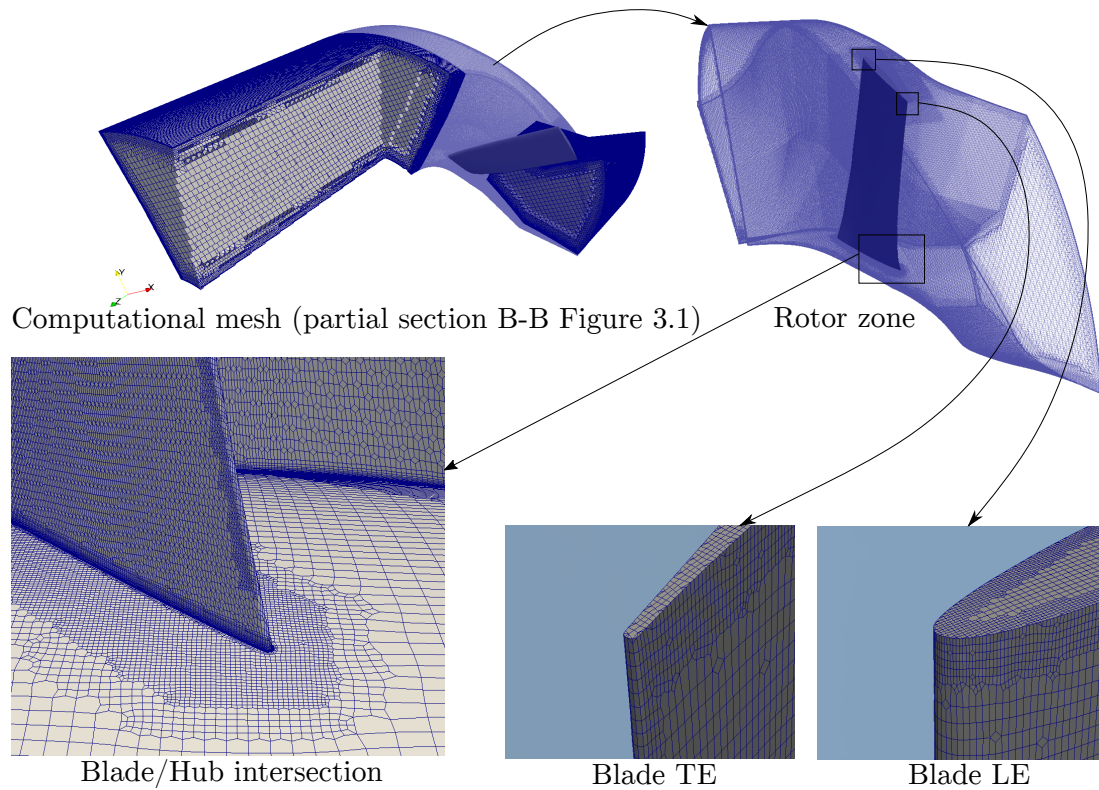 Y
X
Z
Computational mesh (partial section B-B Figure 3.1)
Rotor zone
Blade/Hub intersection
Blade TE
Blade LE